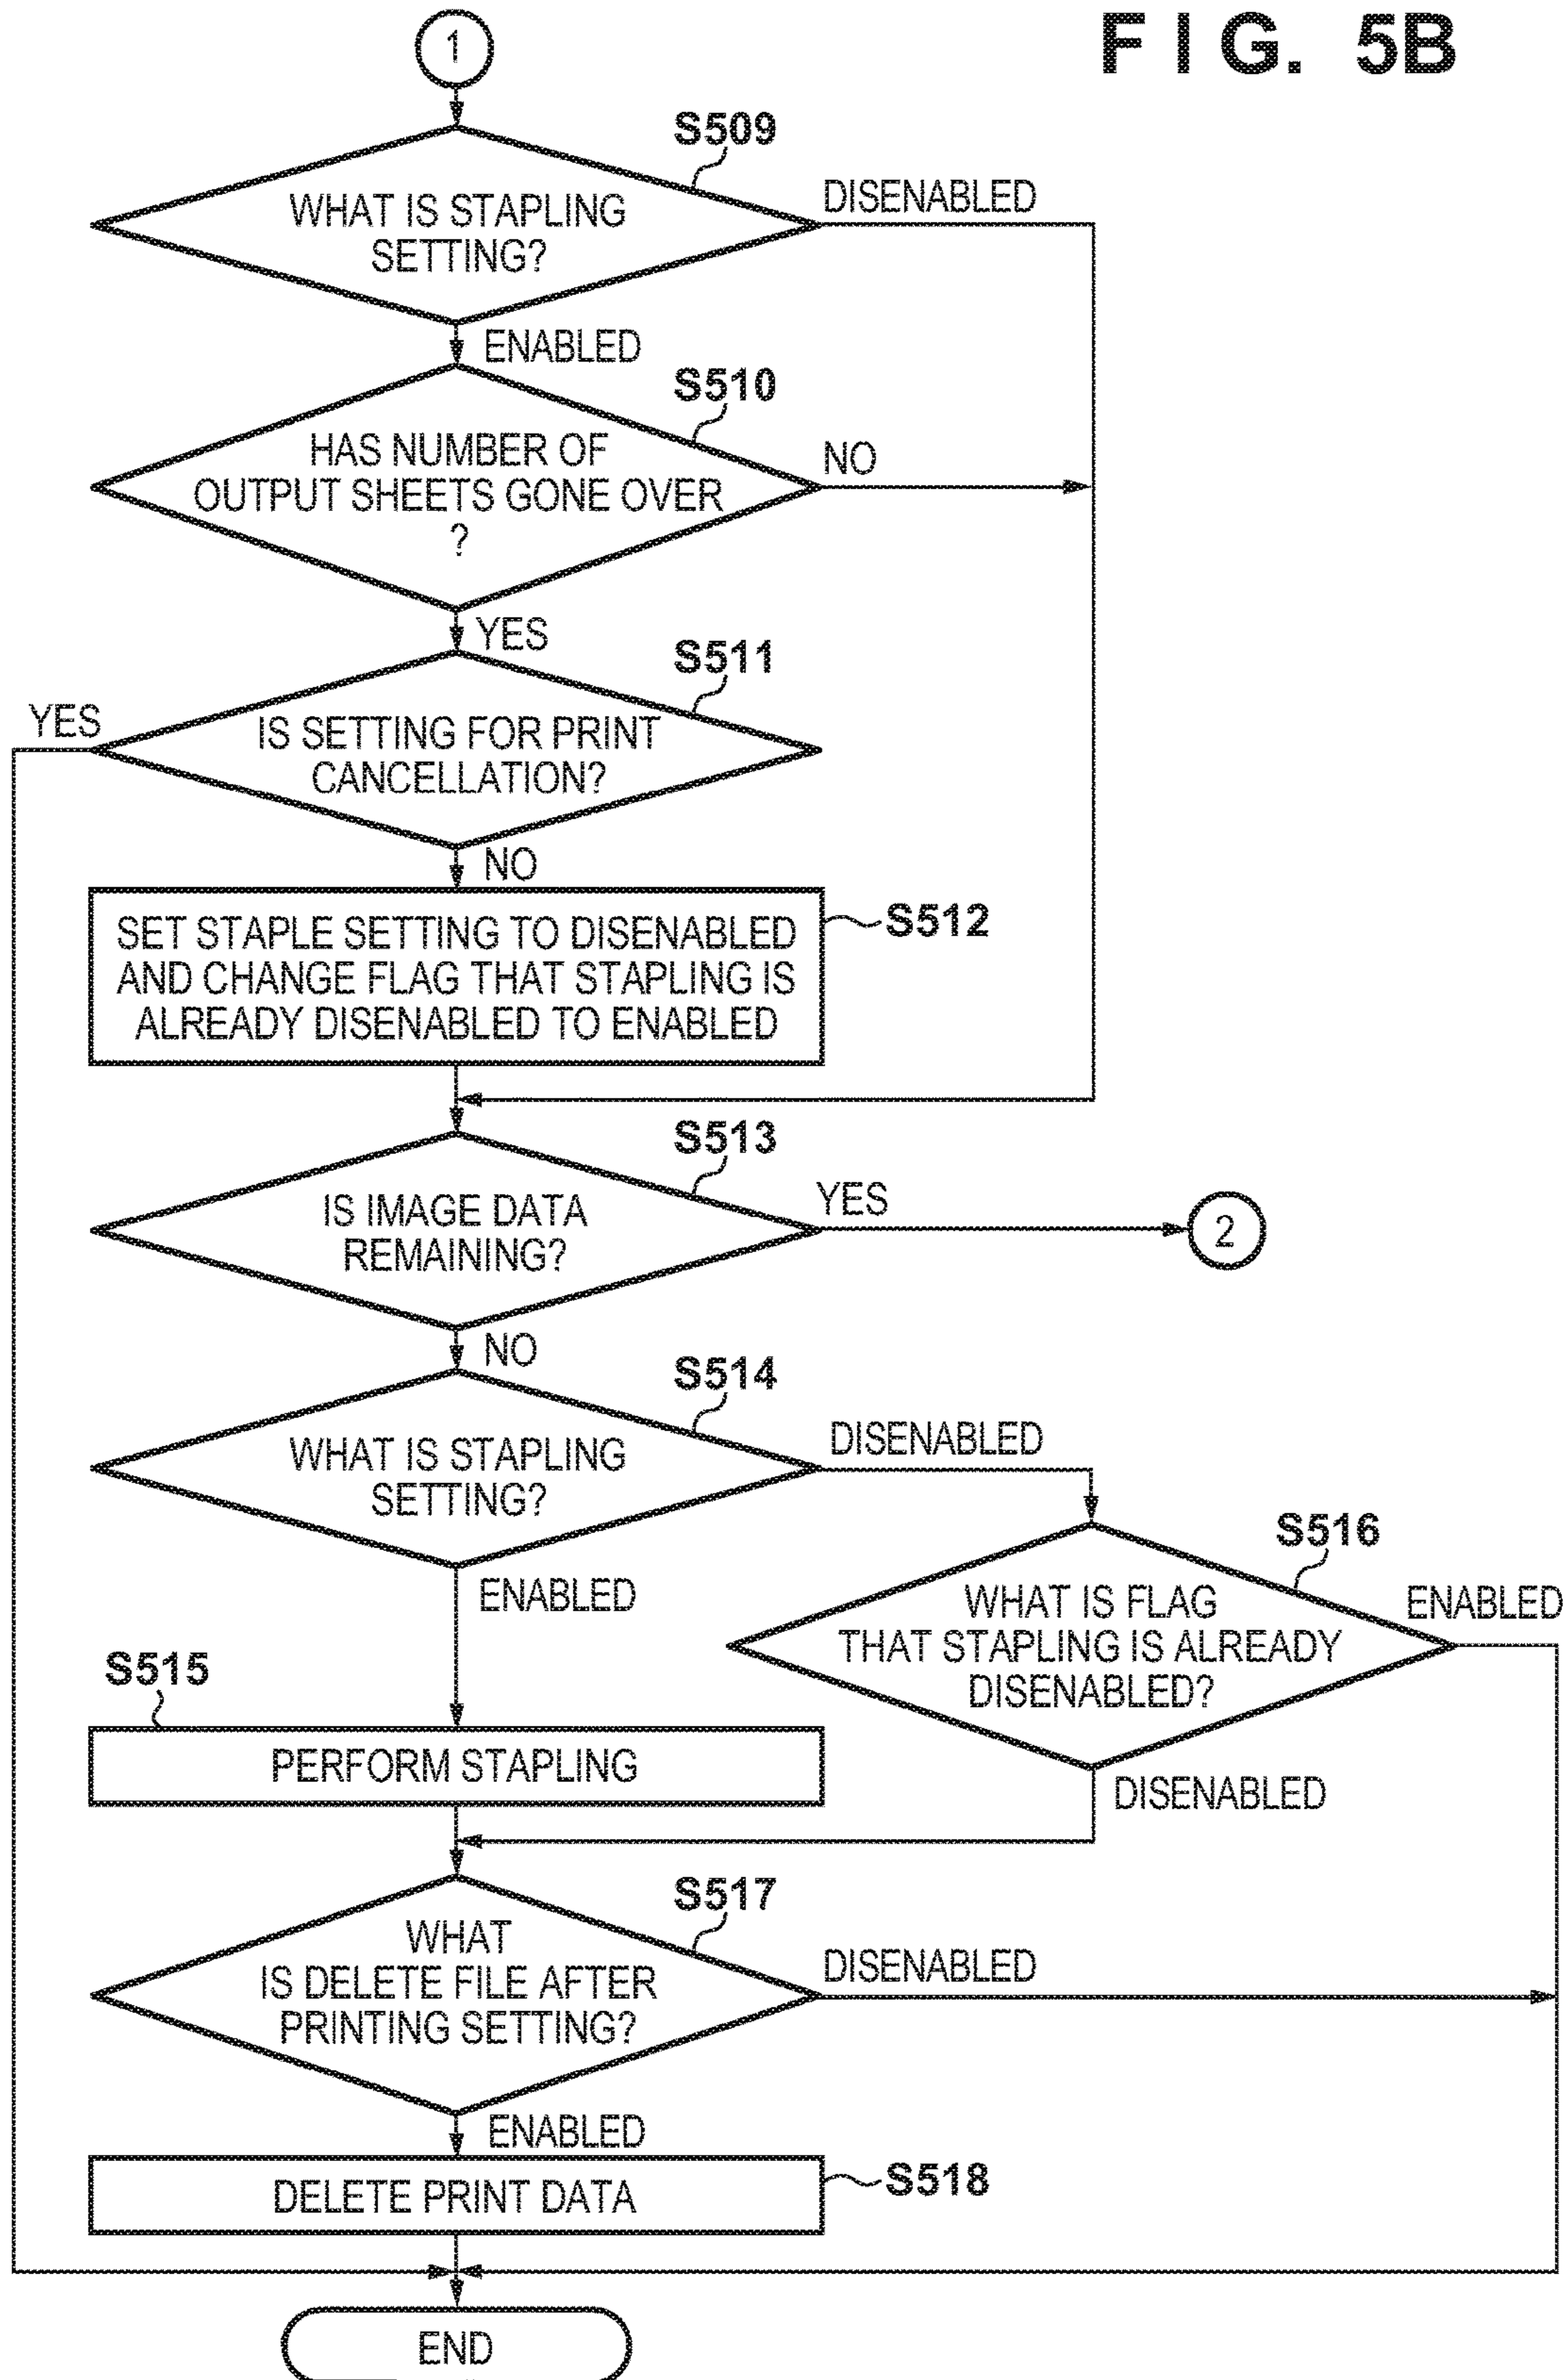 FIG. 5B
1
S509
WHAT IS STAPLING
SETTING?
DISENABLED
ENABLED
S510
HAS NUMBER OF
OUTPUT SHEETS GONE OVER
?
NO
YES
S511
YES
IS SETTING FOR PRINT
CANCELLATION?
NO
SET STAPLE SETTING TO DISENABLED
AND CHANGE FLAG THAT STAPLING IS
ALREADY DISENABLED TO ENABLED
S512
S513
IS IMAGE DATA
REMAINING?
YES
2
NO
S514
WHAT IS STAPLING
SETTING?
DISENABLED
ENABLED
S516
WHAT IS FLAG
THAT STAPLING IS ALREADY
DISENABLED?
ENABLED
DISENABLED
S515
PERFORM STAPLING
S517
WHAT
IS DELETE FILE AFTER
PRINTING SETTING?
DISENABLED
ENABLED
DELETE PRINT DATA
S518
END